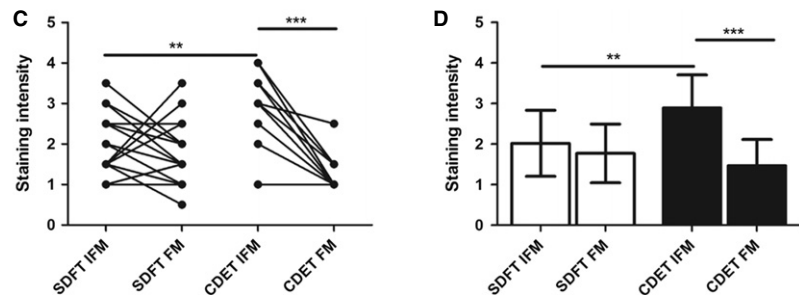 C
Staining intensity
5
4
3
2
1
0
**
***
SDFT IFM
SDFT FM
CDET IFM
CDET FM
D
Staining intensity
5
4
3
2
1
0
**
***
SDFT IFM
SDFT FM
CDET IFM
CDET FM